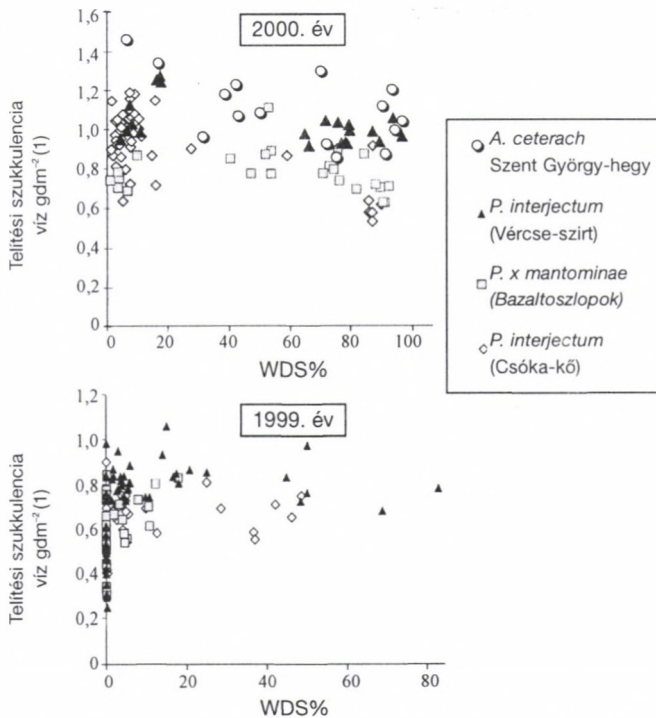 2000. év
Telítési szukkulencia
víz gdm⁻² (1)
1,6
1,4
1,2
1,0
0,8
0,6
0,4
0,2
0
0 20 40 60 80 100
WDS%
A. ceterach
Szent György-hegy
P. interjectum
(Vércse-szirt)
P. x mantominae
(Bazaltoszlopok)
P. interjectum
(Csóka-kő)
1999. év
Telítési szukkulencia
víz gdm⁻² (1)
1,2
1,0
0,8
0,6
0,4
0,2
0
0 20 40 60 80
WDS%